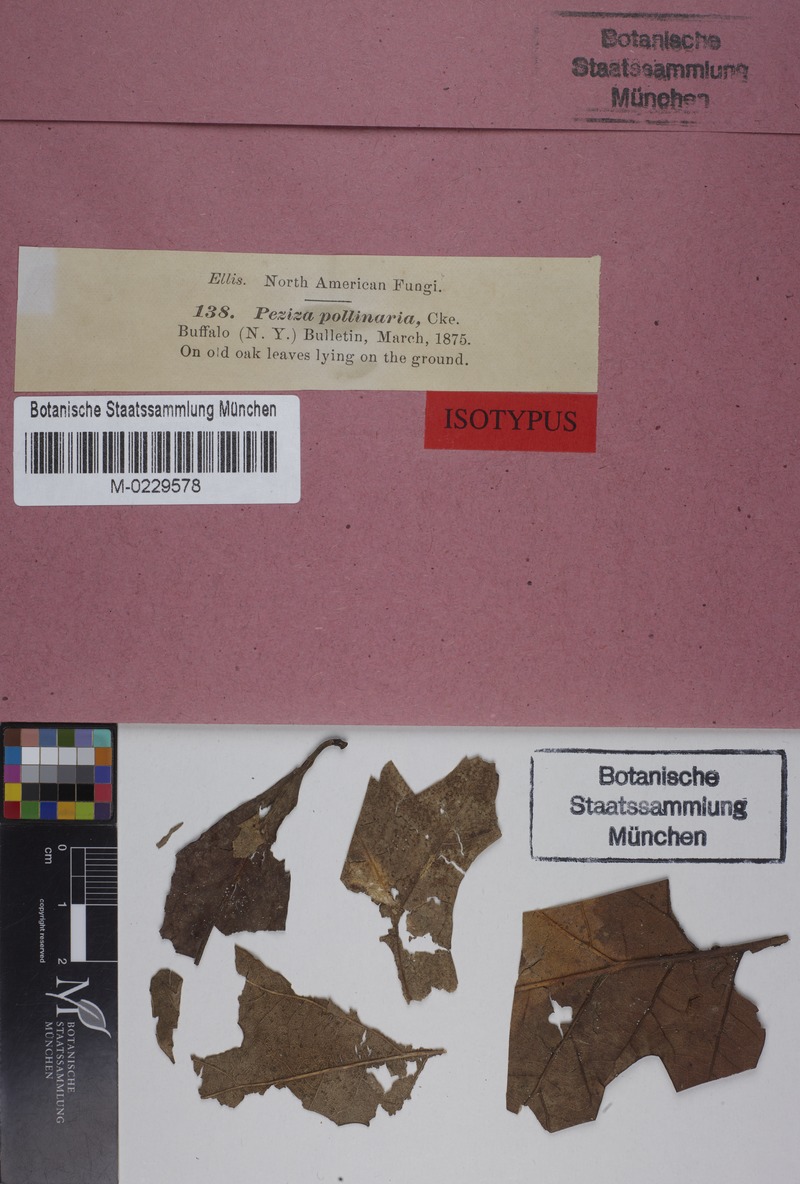 Botanische
Staatssammlung
München
Ellis. North American Fungi.
138. Peziza pollinaria, Cke.
Buffalo (N. Y.) Bulletin, March, 1875.
On old oak leaves lying on the ground.
Botanische Staatssammlung München
M-0229578
ISOTYPUS
Botanische
Staatssammlung
München
0
cm
1
2
copyright reserved
M
BOTANISCHE
STAATSSAMMLUNG
MÜNCHEN